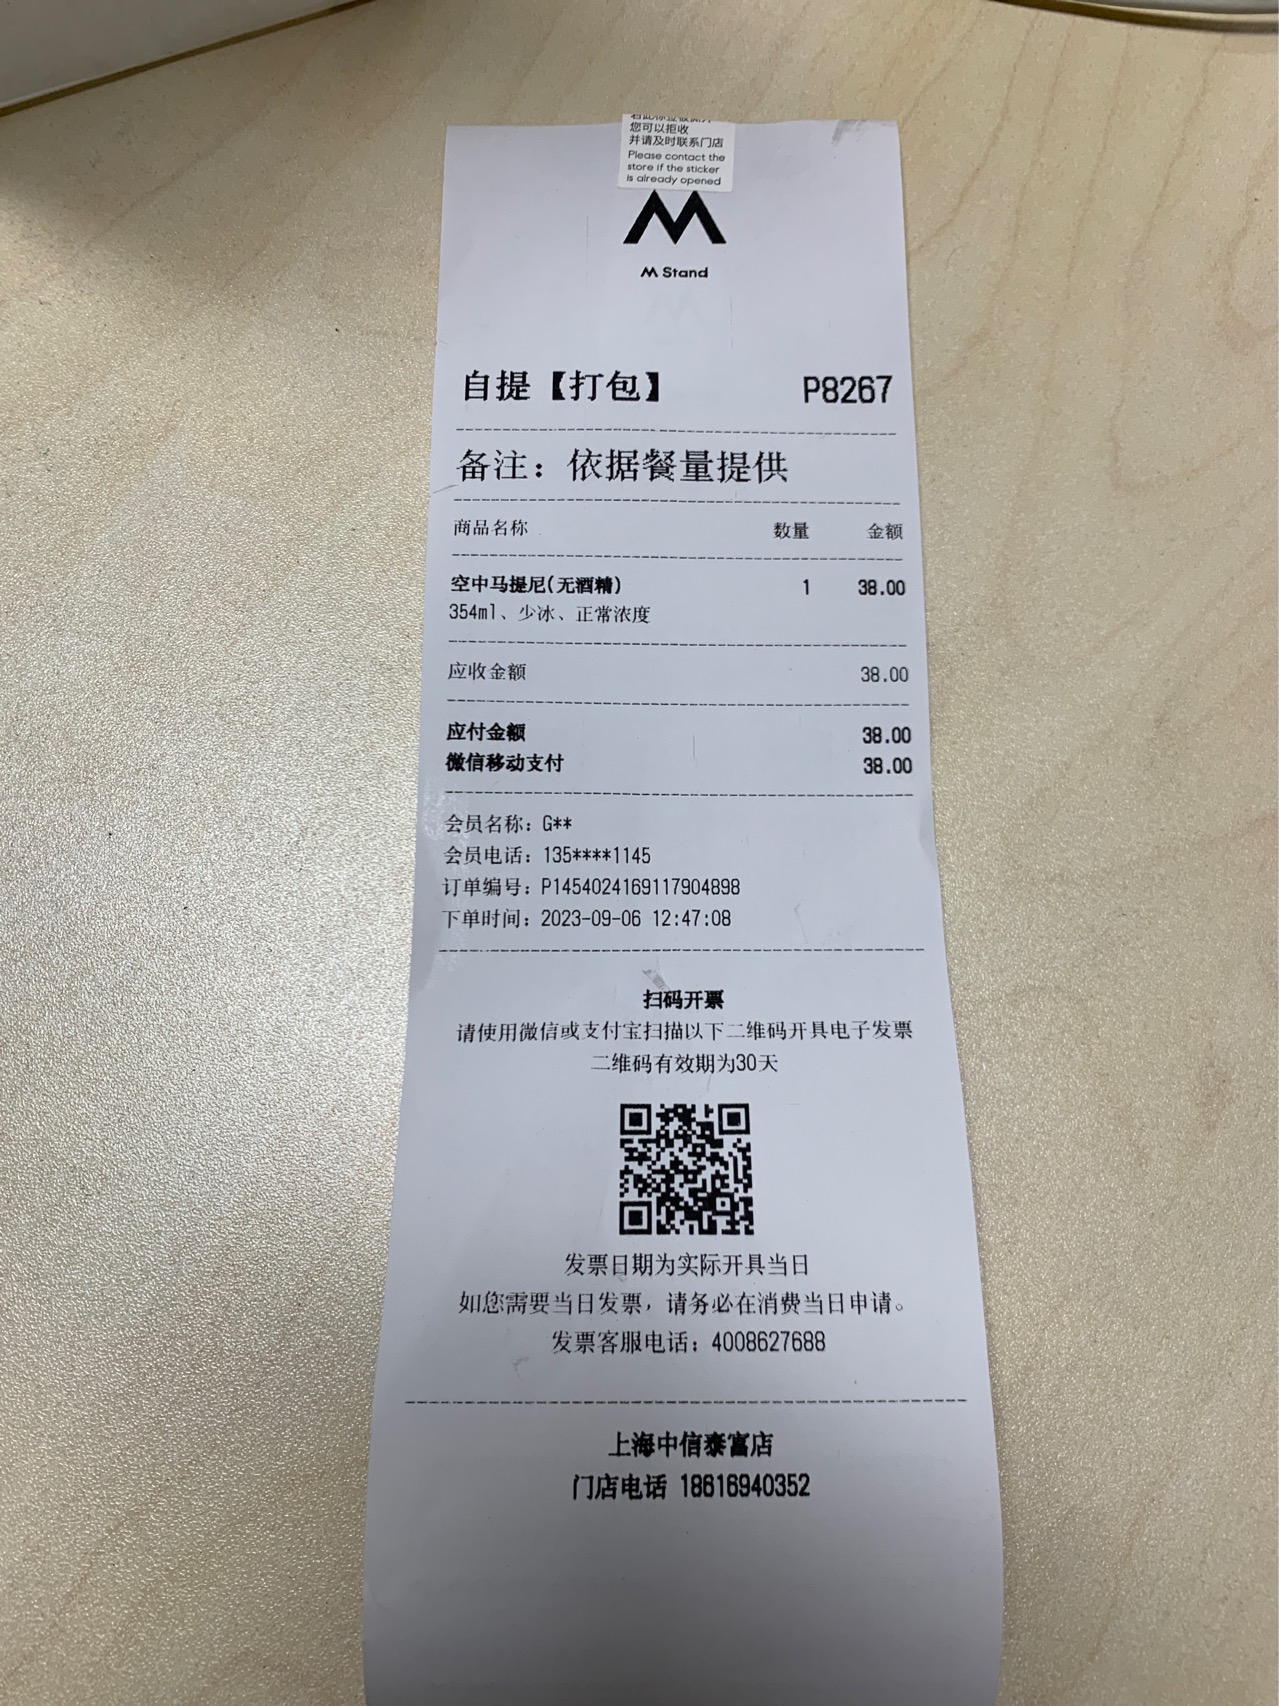 您可以拒收
并请及时联系门店
Please contact the
store if the sticker
is already opened
M Stand
自提【打包】 P8267
备注：依据餐量提供
商品名称 数量 金额
空中马提尼(无酒精) 1 38.00
354ml、少冰、正常浓度
应收金额 38.00
应付金额 38.00
微信移动支付 38.00
会员名称：G**
会员电话：135****1145
订单编号：P1454024169117904898
下单时间：2023-09-06 12:47:08
扫码开票
请使用微信或支付宝扫描以下二维码开具电子发票
二维码有效期为30天
发票日期为实际开具当日
如您需要当日发票，请务必在消费当日申请。
发票客服电话：4008627688
上海中信泰富店
门店电话 18616940352